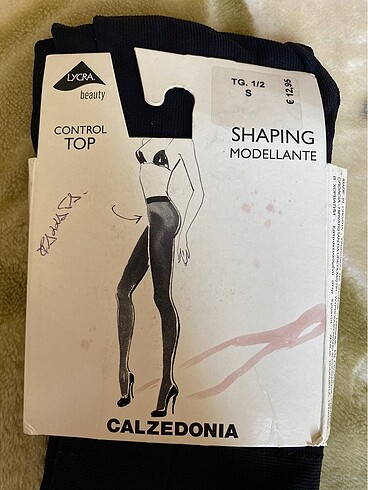 LYCRA
beauty
CONTROL
TOP
TG. 1/2
S
€ 12,95
SHAPING
MODELLANTE
CALZEDONIA